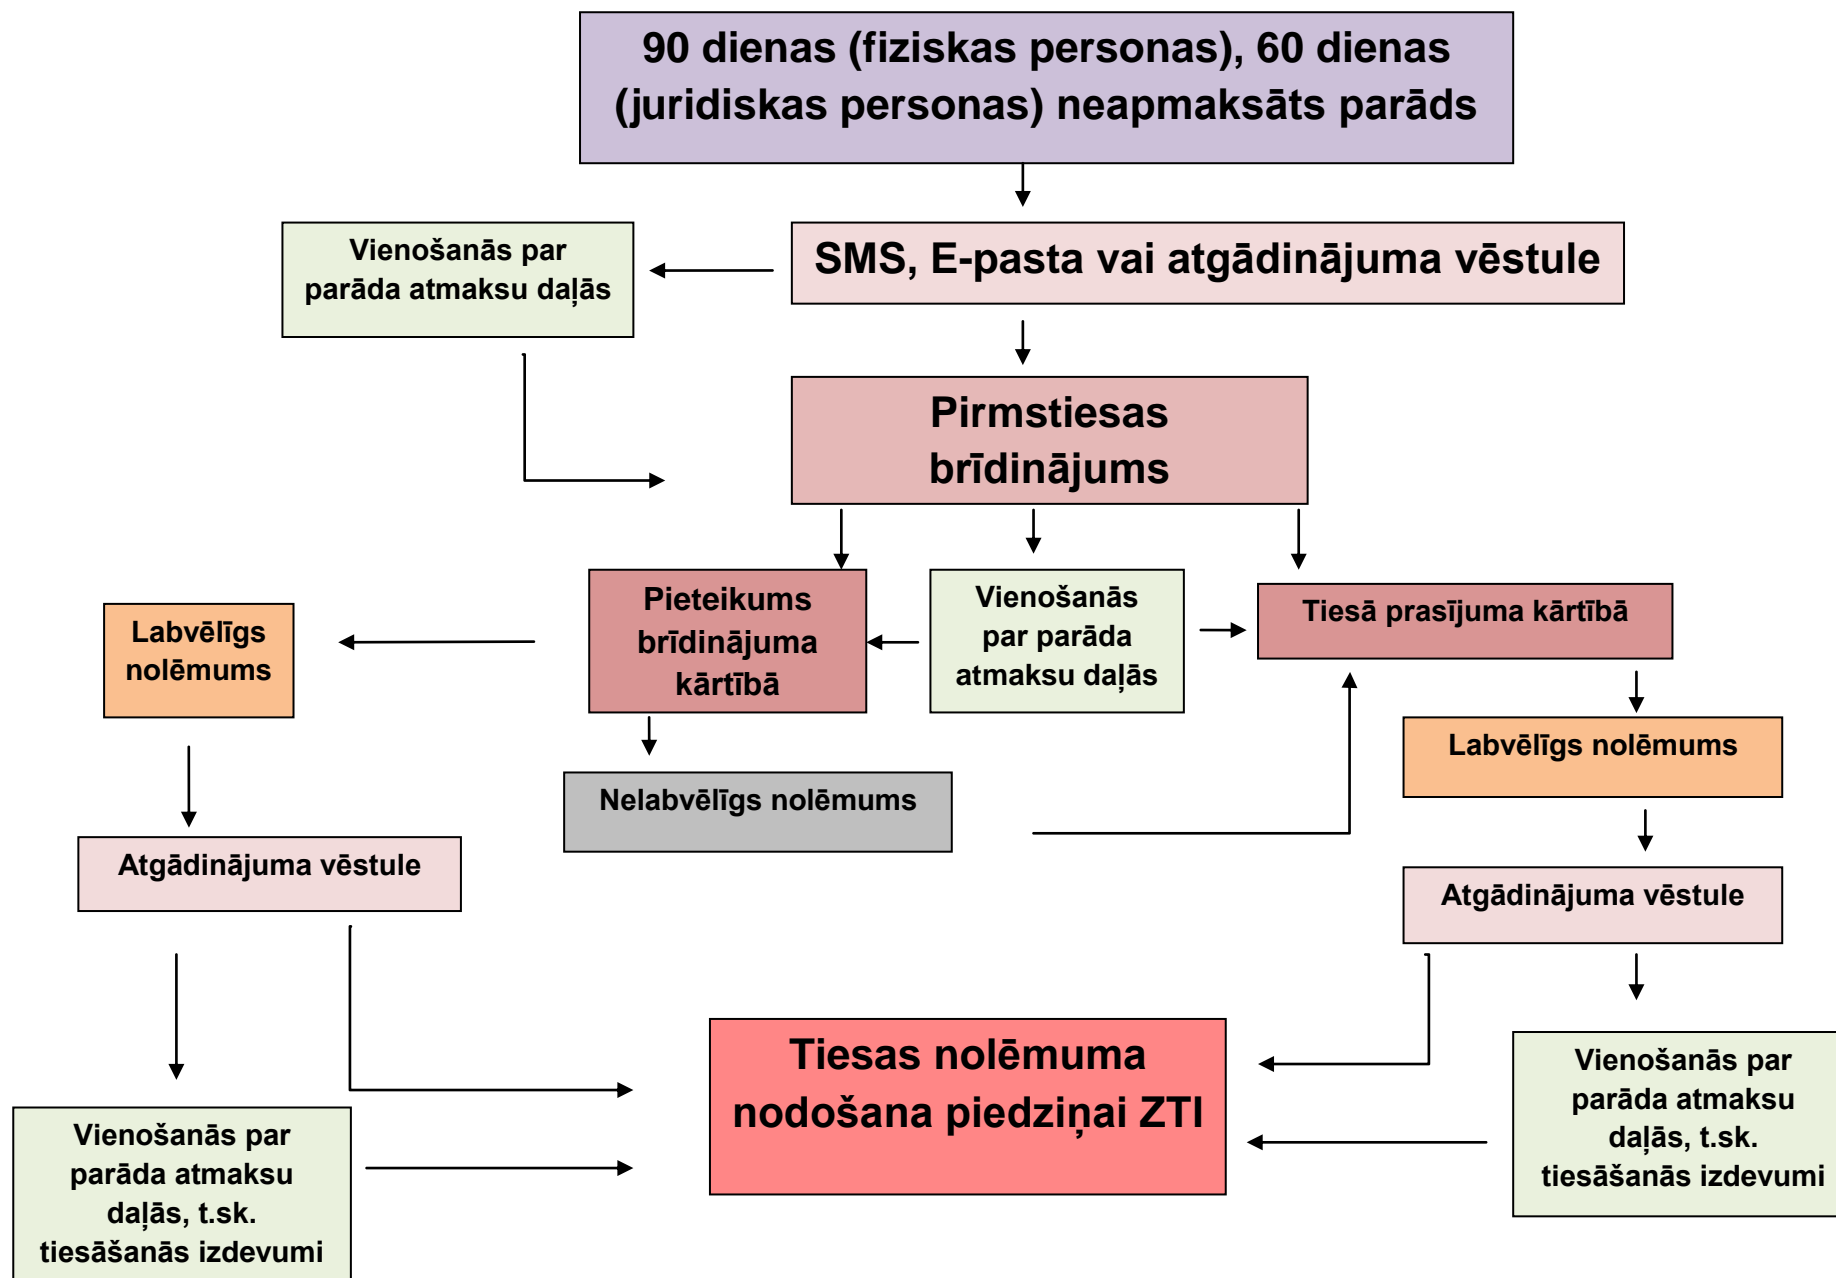 90 dienas (fiziskas personas), 60 dienas
(juridiskas personas) neapmaksāts parāds
Vienošanās par
parāda atmaksu daļās
SMS, E-pasta vai atgādinājuma vēstule
Pirmstiesas
brīdinājums
Labvēlīgs
nolēmums
Pieteikums
brīdinājuma
kārtībā
Vienošanās
par parāda
atmaksu daļās
Tiesā prasījuma kārtībā
Labvēlīgs nolēmums
Nelabvēlīgs nolēmums
Atgādinājuma vēstule
Atgādinājuma vēstule
Tiesas nolēmuma
nodošana piedziņai ZTI
Vienošanās par
parāda atmaksu
daļās, t.sk.
tiesāšanās izdevumi
Vienošanās par
parāda atmaksu
daļās, t.sk.
tiesāšanās izdevumi